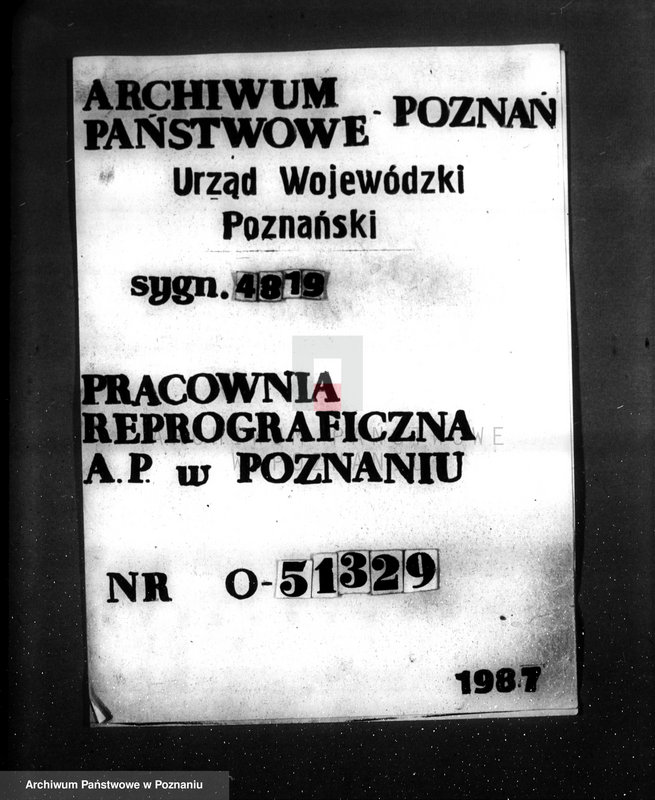 ARCHIWUM
PAŃSTWOWE - POZNAŃ
Urząd Wojewódzki
Poznański
sygn. 4819
PRACOWNIA
REPROGRAFICZNA
A.P. w POZNANIU
NR O-51329
1987
Archiwum Państwowe w Poznaniu